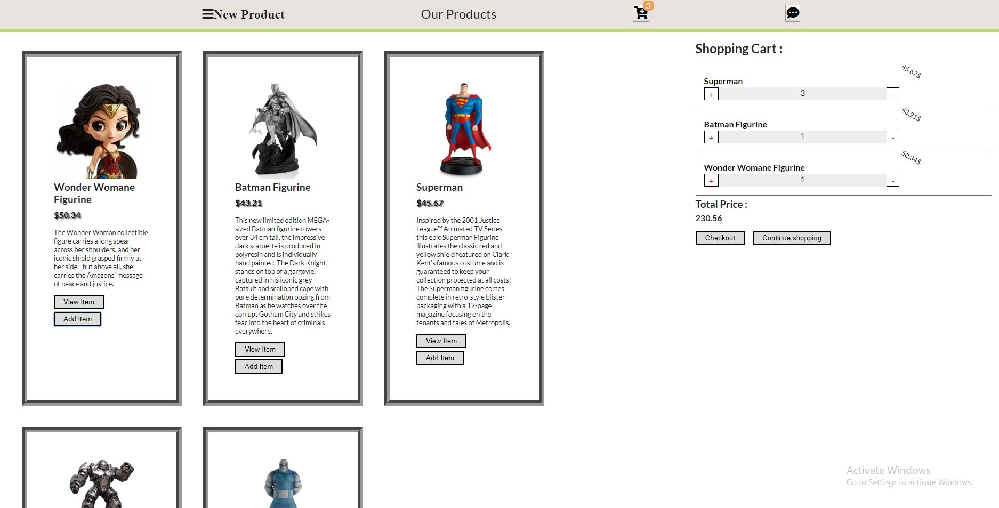 New Product
Our Products
3
Wonder Womane
Figurine
$50.34
The Wonder Woman collectible
figure carries a long spear
across her shoulders, and her
iconic shield grasped firmly at
her side - but above all, she
carries the Amazons' message
of peace and justice.
View Item
Add Item
Batman Figurine
$43.21
This new limited edition MEGA-
sized Batman figurine towers
over 34 cm tall, the impressive
dark statuette is produced in
polyresin and is individually
hand painted. The Dark Knight
stands on top of a gargoyle,
captured in his iconic grey
Batsuit and scalloped cape with
pure determination oozing from
Batman as he watches over the
corrupt Gotham City and strikes
fear into the heart of criminals
everywhere.
View Item
Add Item
Superman
$45.67
Inspired by the 2001 Justice
League™ Animated TV Series
this epic Superman Figurine
illustrates the classic red and
yellow shield featured on Clark
Kent's famous costume and is
guaranteed to keep your
collection protected at all costs!
The Superman figurine comes
complete in retro-style blister
packaging with a 12-page
magazine focusing on the
tenants and tales of Metropolis.
View Item
Add Item
Shopping Cart :
45.67$
Superman
+ 3 -
43.21$
Batman Figurine
+ 1 -
50.34$
Wonder Womane Figurine
+ 1 -
Total Price :
230.56
Checkout
Continue shopping
Activate Windows
Go to Settings to activate Windows.